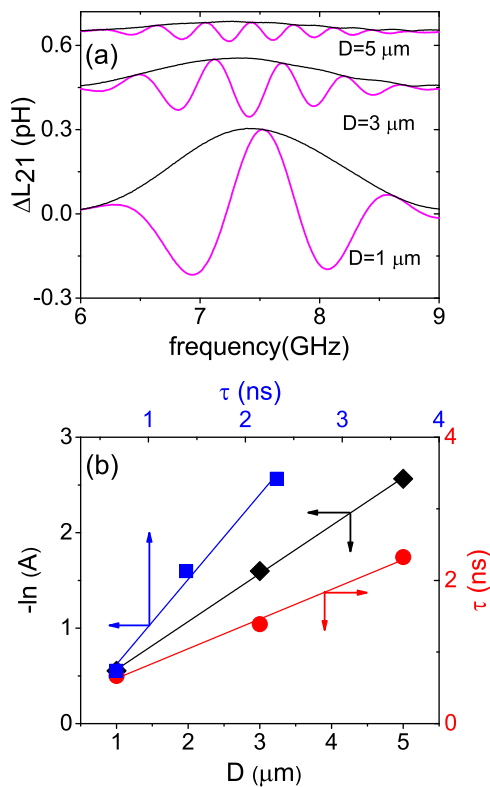 (a)
0.6
0.3
0.0
-0.3
ΔL21 (pH)
D=5 μm
D=3 μm
D=1 μm
6 7 8 9
frequency(GHz)
τ (ns)
1 2 3 4
(b)
3
2
1
0
-ln (A)
4
2
0
τ (ns)
1 2 3 4 5
D (μm)